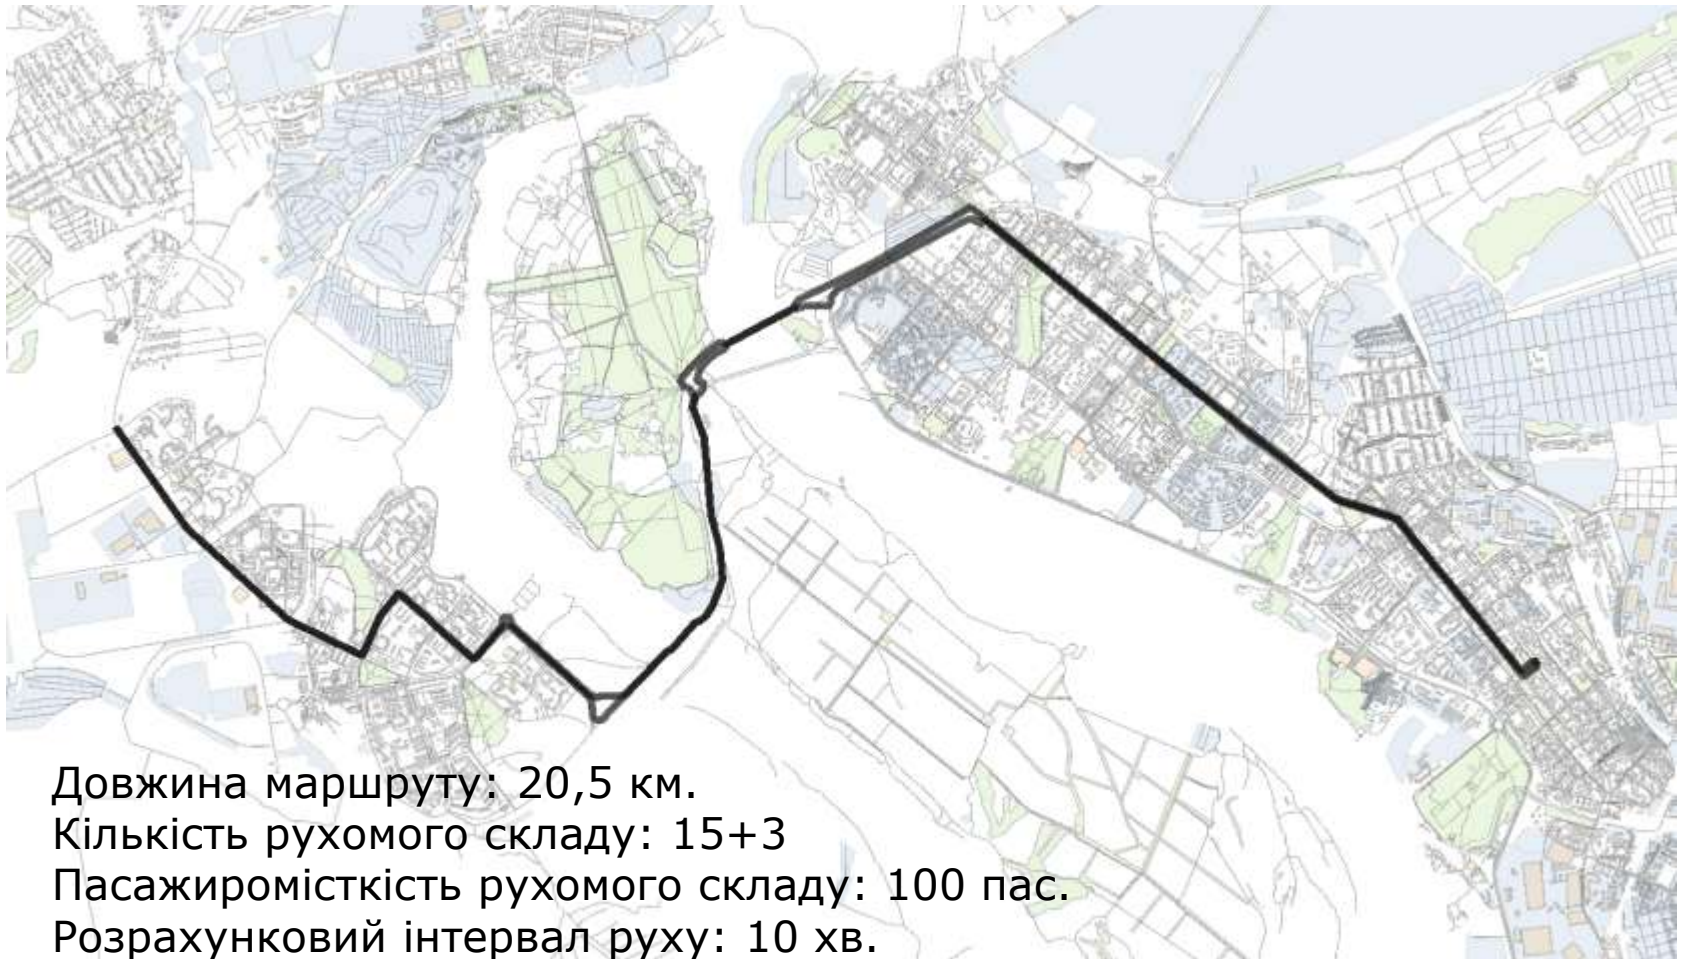 Довжина маршруту: 20,5 км.
Кількість рухомого складу: 15+3
Пасажиромісткість рухомого складу: 100 пас.
Розрахунковий інтервал руху: 10 хв.